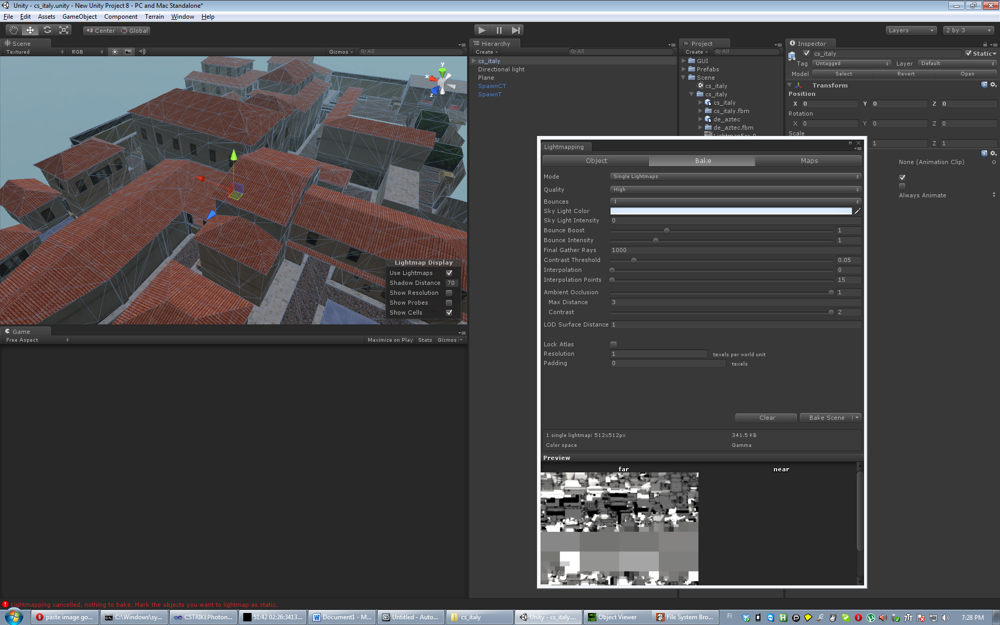 Unity - cs_italy.unity - New Unity Project 8 - PC and Mac Standalone*
File Edit Assets GameObject Component Terrain Window Help
Center Global
Layers
2 by 3
Scene
Textured RGB Gizmos All
x y z
Lightmap Display
Use Lightmaps
Shadow Distance 70
Show Resolution
Show Probes
Show Cells
Game
Free Aspect Maximize on Play Stats Gizmos
Hierarchy
Create All
cs_italy
Directional light
Plane
SpawnCT
SpawnT
Project
Create All
GUI
Prefabs
Scene
cs_italy
cs_italy
cs_italy
cs_italy.fbm
de_aztec
de_aztec.fbm
LightmapFar-0
Inspector
cs_italy Static
Tag Untagged Layer Default
Model Select Revert Open
Transform
Position
X 0 Y 0 Z 0
Rotation
X 0 Y 0 Z 0
Scale
1 Z 1
None (Animation Clip)
Always Animate
Lightmapping
Object Bake Maps
Mode Single Lightmaps
Quality High
Bounces 1
Sky Light Color
Sky Light Intensity 0
Bounce Boost 1
Bounce Intensity 1
Final Gather Rays 1000
Contrast Threshold 0.05
Interpolation 0
Interpolation Points 15
Ambient Occlusion 1
Max Distance 3
Contrast 2
LOD Surface Distance 1
Lock Atlas
Resolution 1 texels per world unit
Padding 0 texels
Clear Bake Scene
1 single lightmap: 512x512px 341.5 KB
Color space Gamma
Preview
far near
Lightmapping cancelled, nothing to bake. Mark the objects you want to lightmap as static.
paste image go...
C:\Windows\sy...
CSTRIKEPhoton...
51:42 02:26:3413...
Document1 - M...
Untitled - Auto...
cs_italy
Unity - cs_italy....
Object Viewer
File System Bro...
FI
7:28 PM